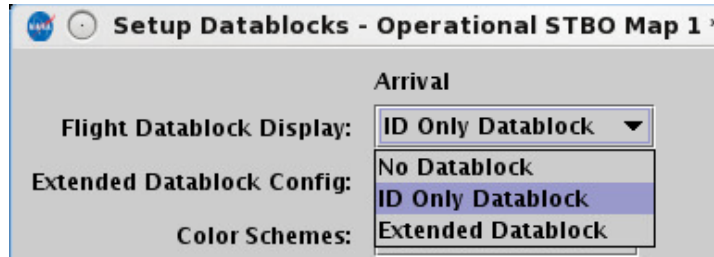 Setup Datablocks - Operational STBO Map 1
Arrival
Flight Datablock Display: ID Only Datablock
No Datablock
Extended Datablock Config:
ID Only Datablock
Color Schemes: Extended Datablock